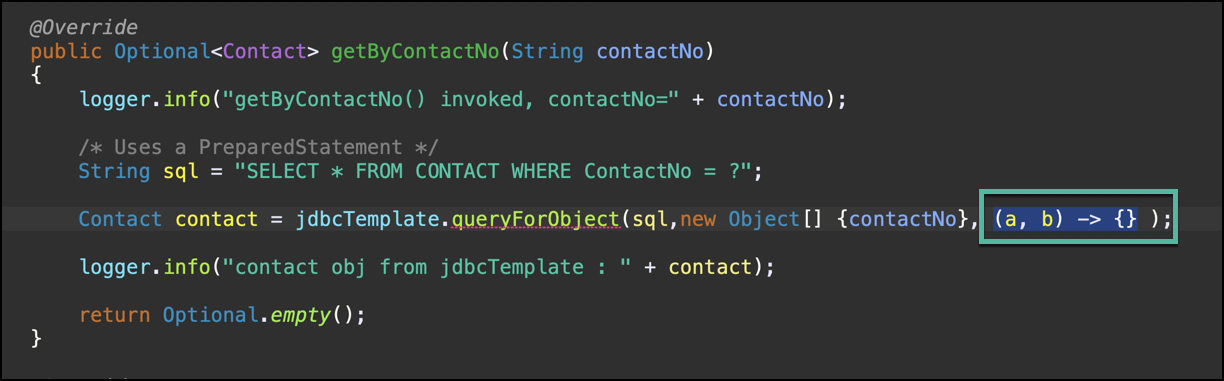 @Override
public Optional<Contact> getByContactNo(String contactNo)
{
logger.info("getByContactNo() invoked, contactNo=" + contactNo);
/* Uses a PreparedStatement */
String sql = "SELECT * FROM CONTACT WHERE ContactNo = ?";
Contact contact = jdbcTemplate.queryForObject(sql,new Object[] {contactNo}, (a, b) -> {} );
logger.info("contact obj from jdbcTemplate : " + contact);
return Optional.empty();
}